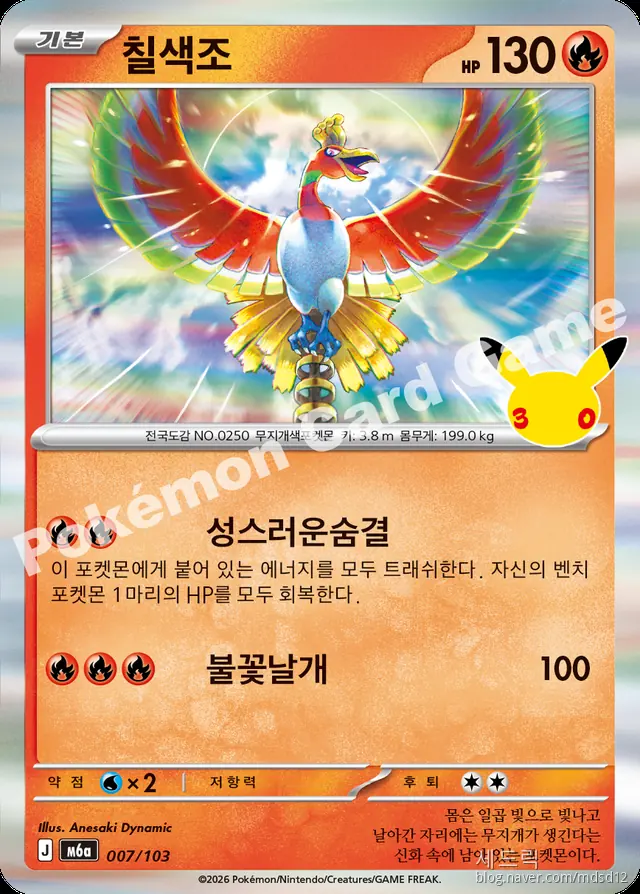 기본 칠색조 HP 130
30
전국도감 NO.0250 무지개색포켓몬 키: 3.8 m 몸무게: 199.0 kg
Pokémon Card Game
성스러운숨결
이 포켓몬에게 붙어 있는 에너지를 모두 트래쉬한다. 자신의 벤치
포켓몬 1마리의 HP를 모두 회복한다.
불꽃날개 100
약점 ×2 저항력 후퇴
몸은 일곱 빛으로 빛나고
날아간 자리에는 무지개가 생긴다는
신화 속에 남아 있는 포켓몬이다.
Illus. Anesaki Dynamic
J M6a 007/103
세드릭
blog.naver.com/mdsd12
©2026 Pokémon/Nintendo/Creatures/GAME FREAK.